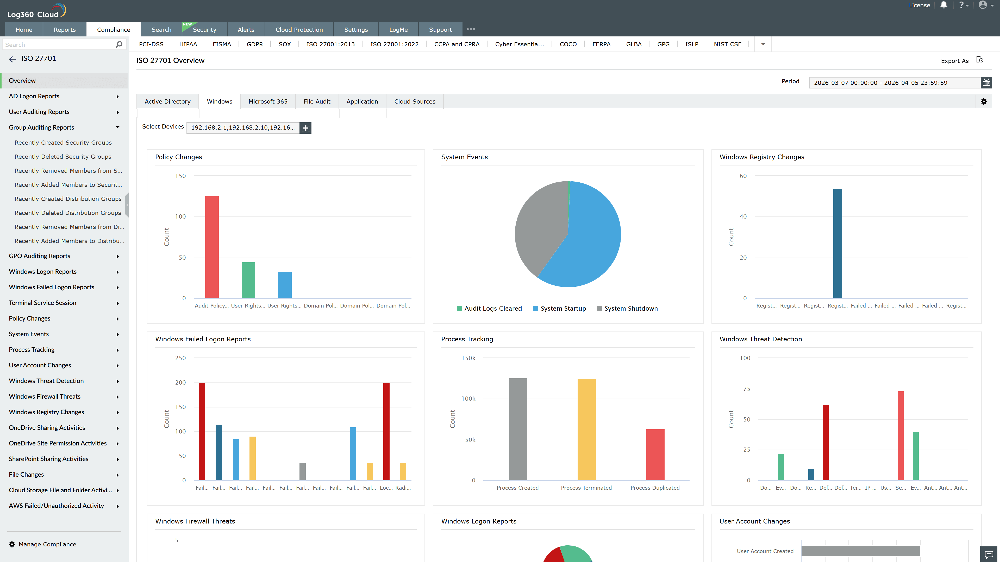 Log360 Cloud
License
?
Home
Reports
Compliance
Search
NEW
Security
Alerts
Cloud Protection
Settings
LogMe
Support
Search
PCI-DSS
HIPAA
FISMA
GDPR
SOX
ISO 27001:2013
ISO 27001:2022
CCPA and CPRA
Cyber Essentia...
COCO
FERPA
GLBA
GPG
ISLP
NIST CSF
ISO 27701
Overview
AD Logon Reports
User Auditing Reports
Group Auditing Reports
Recently Created Security Groups
Recently Deleted Security Groups
Recently Removed Members from S...
Recently Added Members to Securit...
Recently Created Distribution Groups
Recently Deleted Distribution Groups
Recently Removed Members from Di...
Recently Added Members to Distribu...
GPO Auditing Reports
Windows Logon Reports
Windows Failed Logon Reports
Terminal Service Session
Policy Changes
System Events
Process Tracking
User Account Changes
Windows Threat Detection
Windows Firewall Threats
Windows Registry Changes
OneDrive Sharing Activities
OneDrive Site Permission Activities
SharePoint Sharing Activities
File Changes
Cloud Storage File and Folder Activi...
AWS Failed/Unauthorized Activity
Manage Compliance
ISO 27701 Overview
Export As
Period
2026-03-07 00:00:00 - 2026-04-05 23:59:59
Active Directory
Windows
Microsoft 365
File Audit
Application
Cloud Sources
Select Devices
192.168.2.1,192.168.2.10,192.16...
Policy Changes
150
100
50
0
Count
Audit Policy...
User Rights...
User Rights...
Domain Pol...
Domain Pol...
Domain Pol...
System Events
Audit Logs Cleared
System Startup
System Shutdown
Windows Registry Changes
60
40
20
0
Count
Regist...
Regist...
Regist...
Regist...
Failed ...
Failed ...
Failed ...
Failed ...
Regist...
Windows Failed Logon Reports
250
200
150
100
50
0
Count
Fail...
Fail...
Fail...
Fail...
Fail...
Fail...
Fail...
Fail...
Fail...
Fail...
Fail...
Loc...
Radi...
Process Tracking
150k
100k
50k
0
Count
Process Created
Process Terminated
Process Duplicated
Windows Threat Detection
100
75
50
25
0
Count
Do...
Ev...
Do...
Re...
Def...
Def...
Ter...
IP ...
Us...
Se...
Ev...
Ant...
Ant...
Ant...
Windows Firewall Threats
5
Windows Logon Reports
User Account Changes
User Account Created